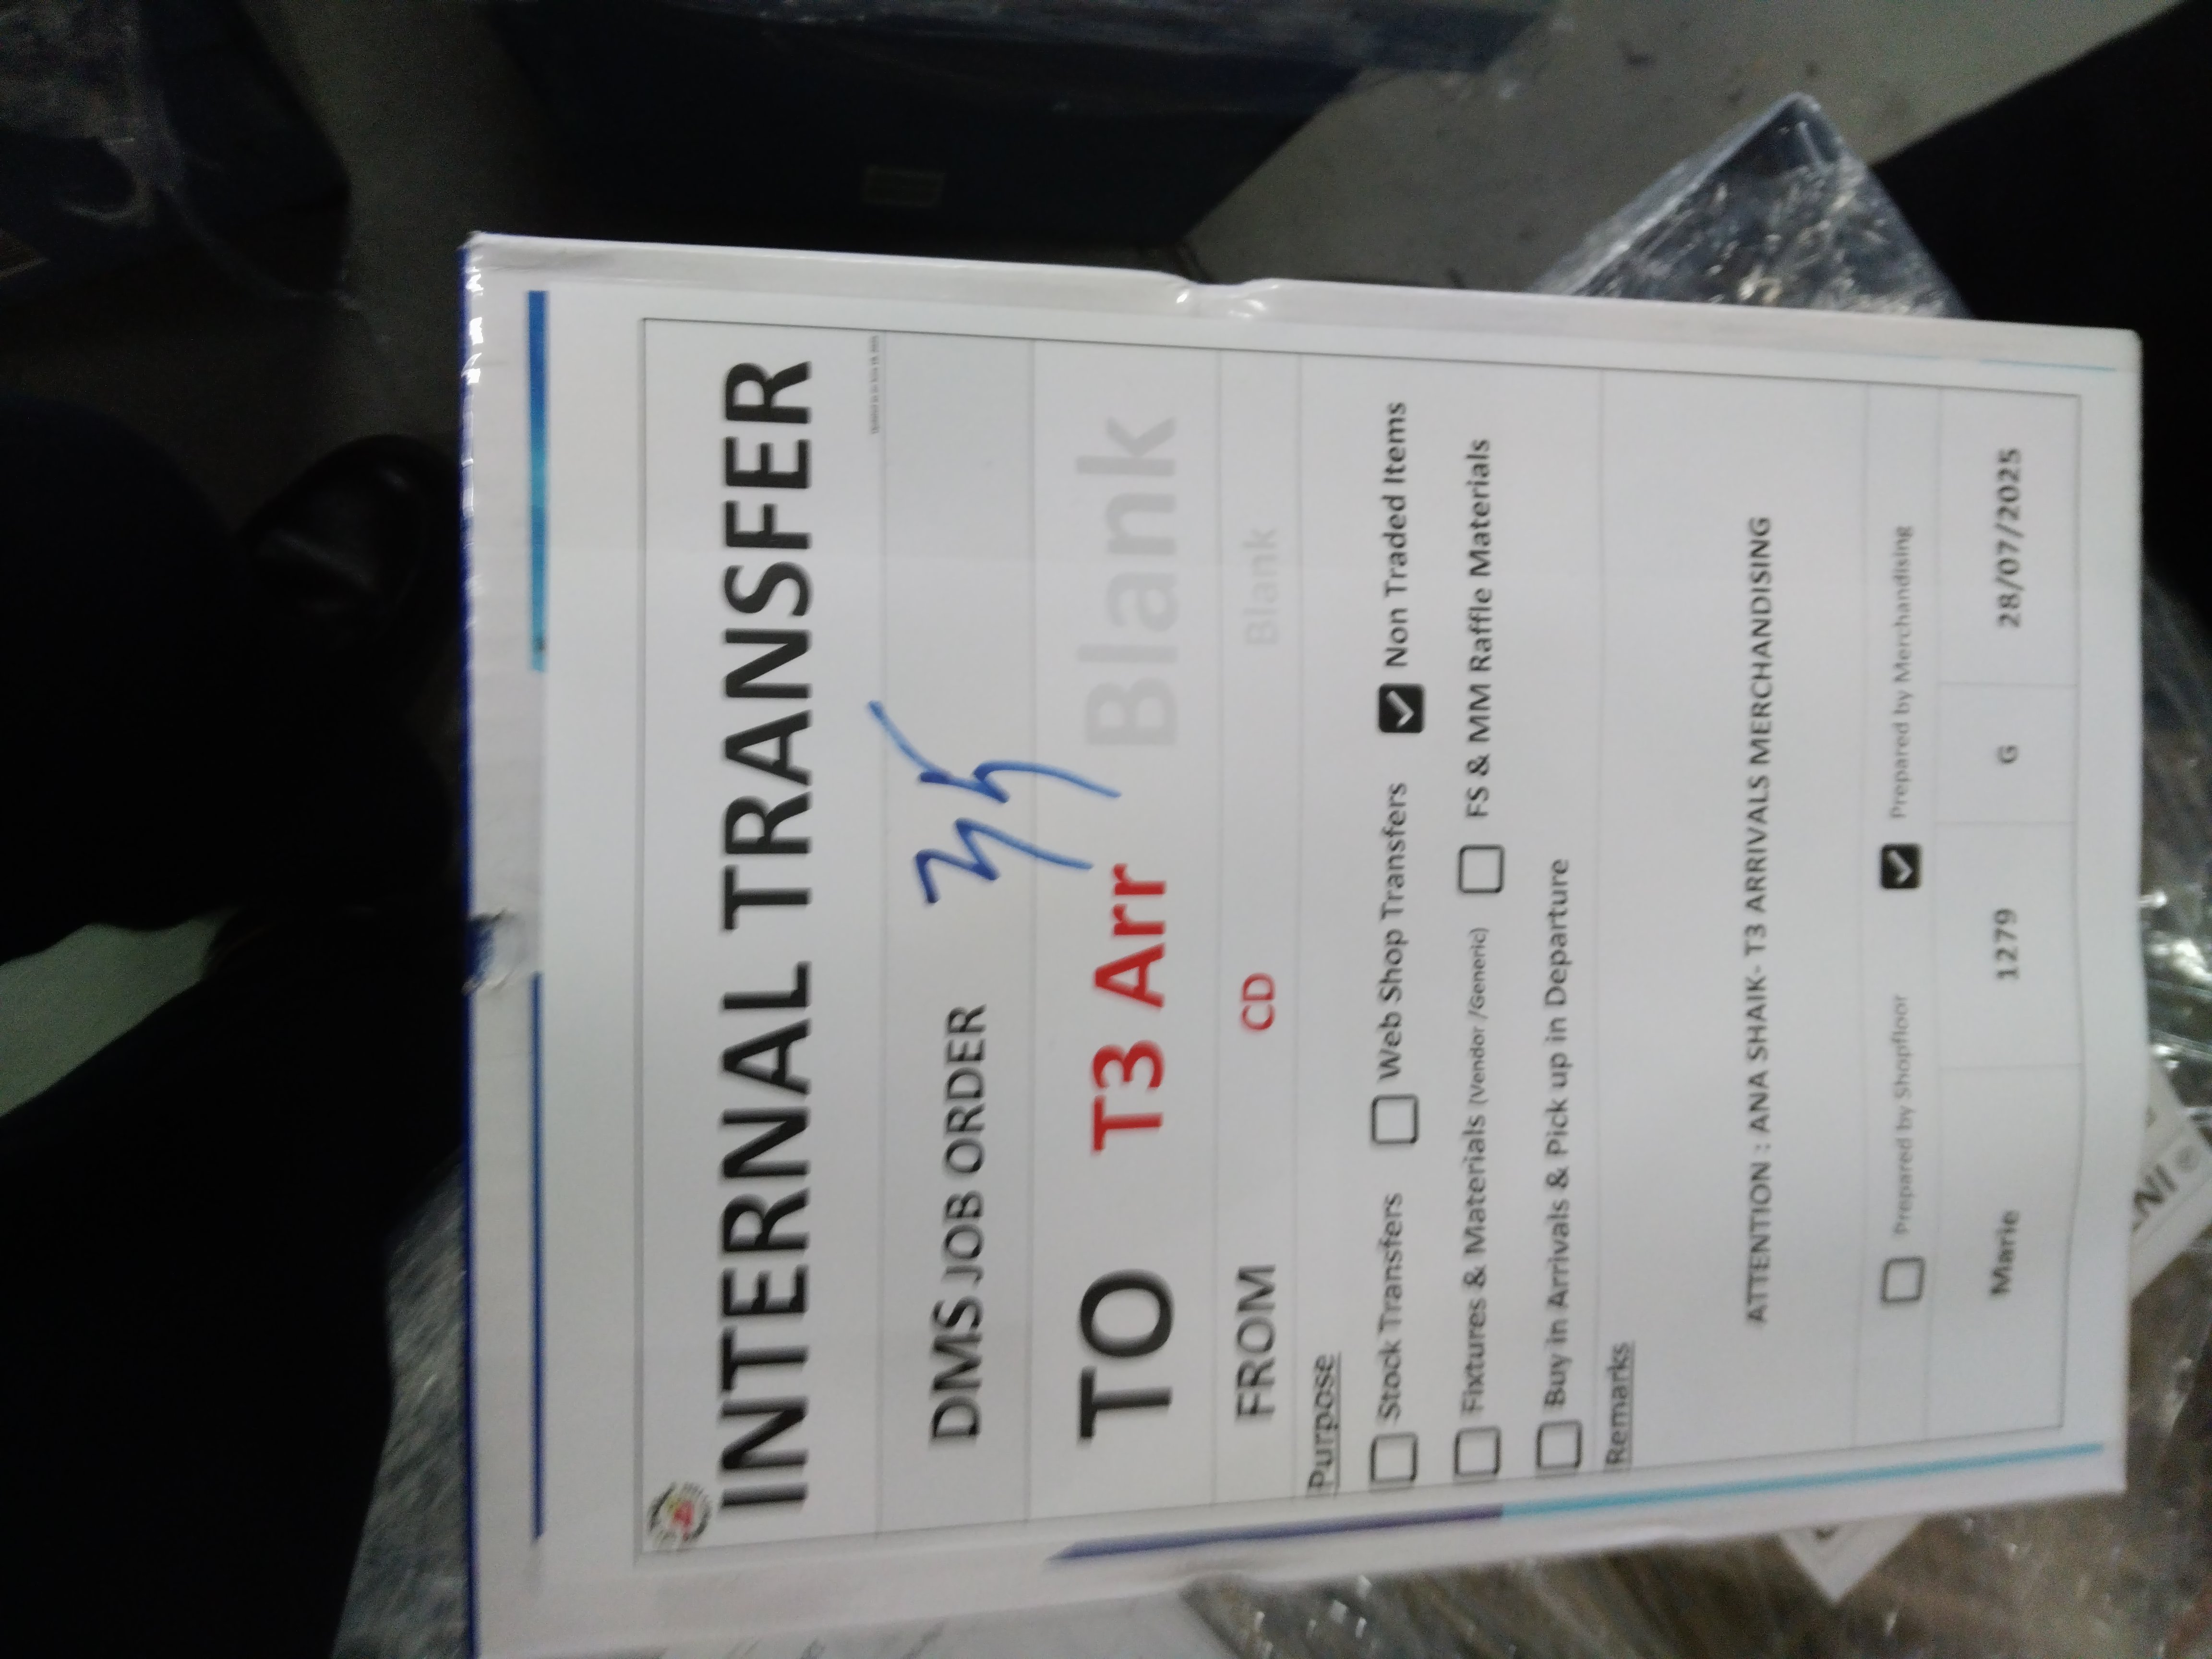 INTERNAL TRANSFER
DMS JOB ORDER
TO T3 Arr Blank
FROM CD Blank
Purpose
Stock Transfers Web Shop Transfers Non Traded Items
Fixtures & Materials (Vendor /Generic) FS & MM Raffle Materials
Buy in Arrivals & Pick up in Departure
Remarks
ATTENTION : ANA SHAIK- T3 ARRIVALS MERCHANDISING
Prepared by Shopfloor Prepared by Merchandising
Marie 1279 G 28/07/2025